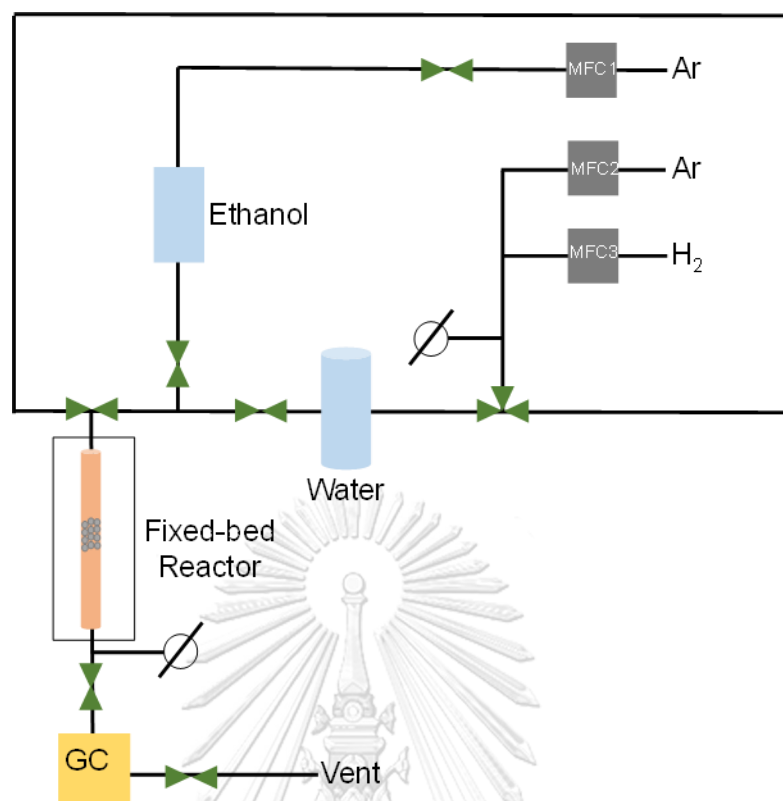 MFC1
Ar
MFC2
Ar
Ethanol
MFC3
H₂
Water
Fixed-bed
Reactor
GC
Vent